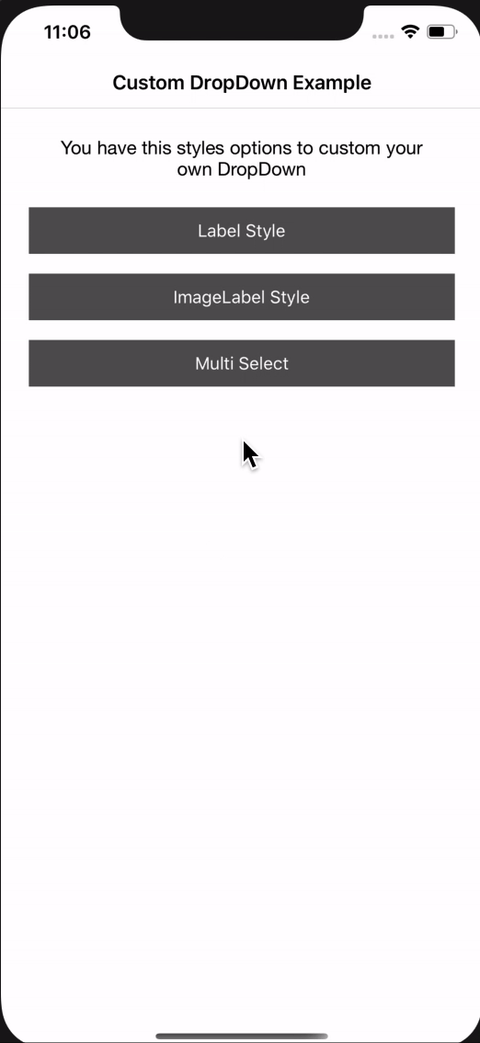 11:06
Custom DropDown Example
You have this styles options to custom your
own DropDown
Label Style
ImageLabel Style
Multi Select